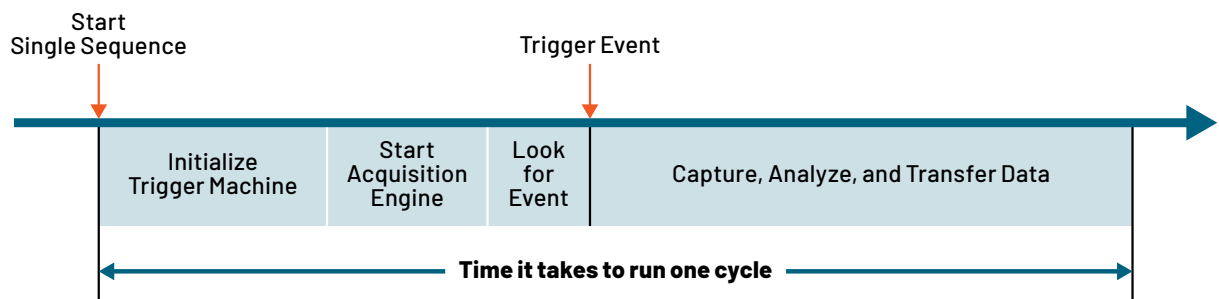 Start
Single Sequence
Trigger Event
Initialize
Trigger Machine
Start
Acquisition
Engine
Look
for
Event
Capture, Analyze, and Transfer Data
Time it takes to run one cycle